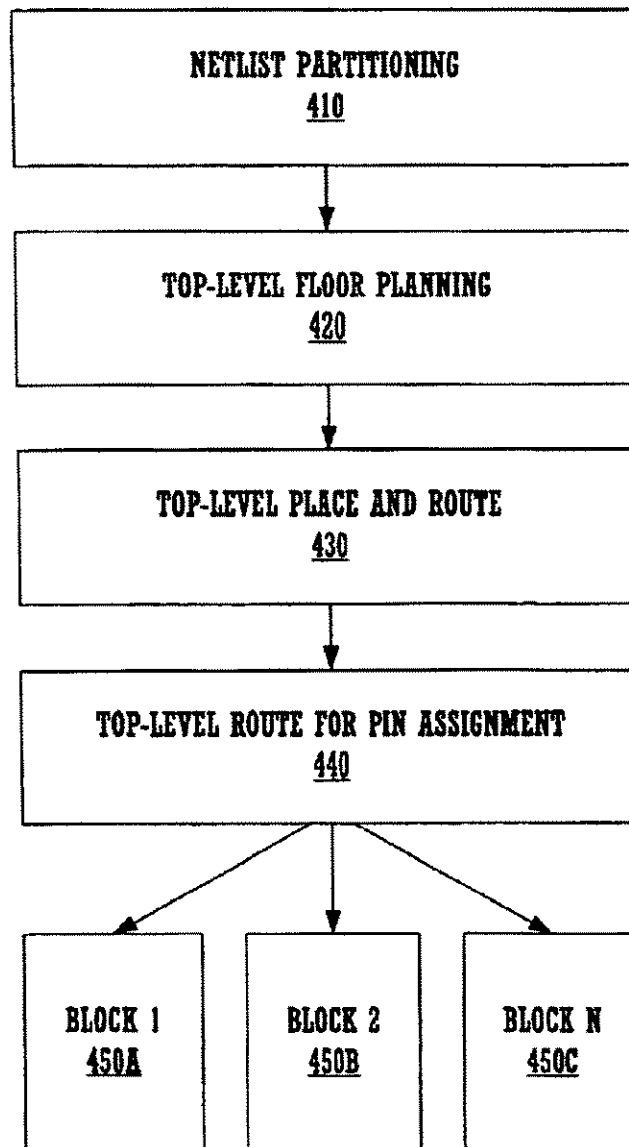 NETLIST PARTITIONING
410
TOP-LEVEL FLOOR PLANNING
420
TOP-LEVEL PLACE AND ROUTE
430
TOP-LEVEL ROUTE FOR PIN ASSIGNMENT
440
BLOCK 1
450A
BLOCK 2
450B
BLOCK N
450C